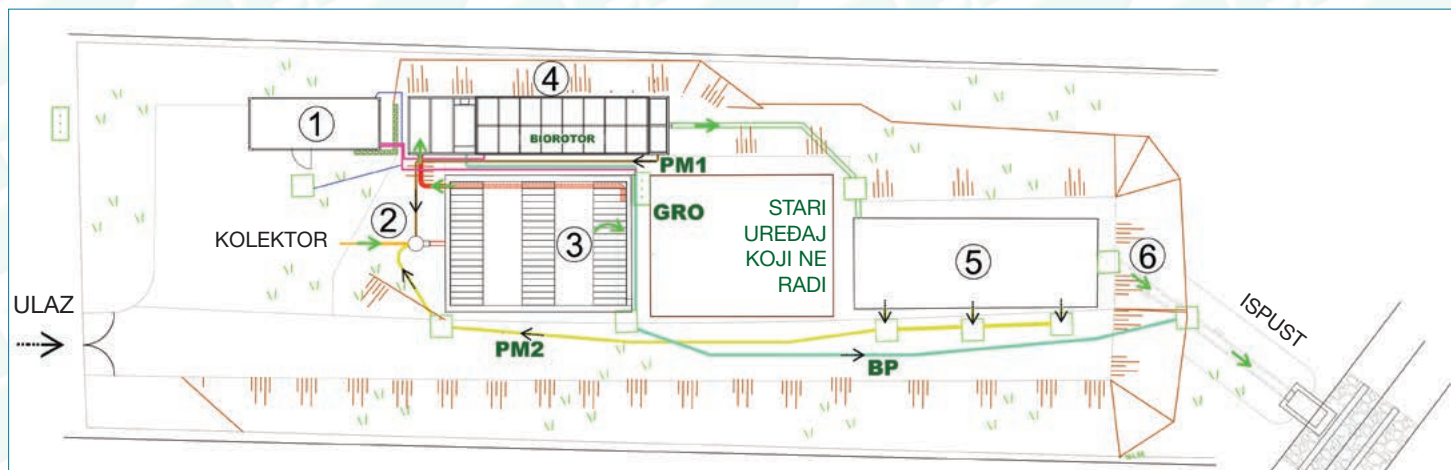 4
1
BIOROTOR
PM1
2
KOLEKTOR
3
GRO
STARI
UREĐAJ
KOJI NE
RADI
5
6
ULAZ
ISPUST
PM2
BP